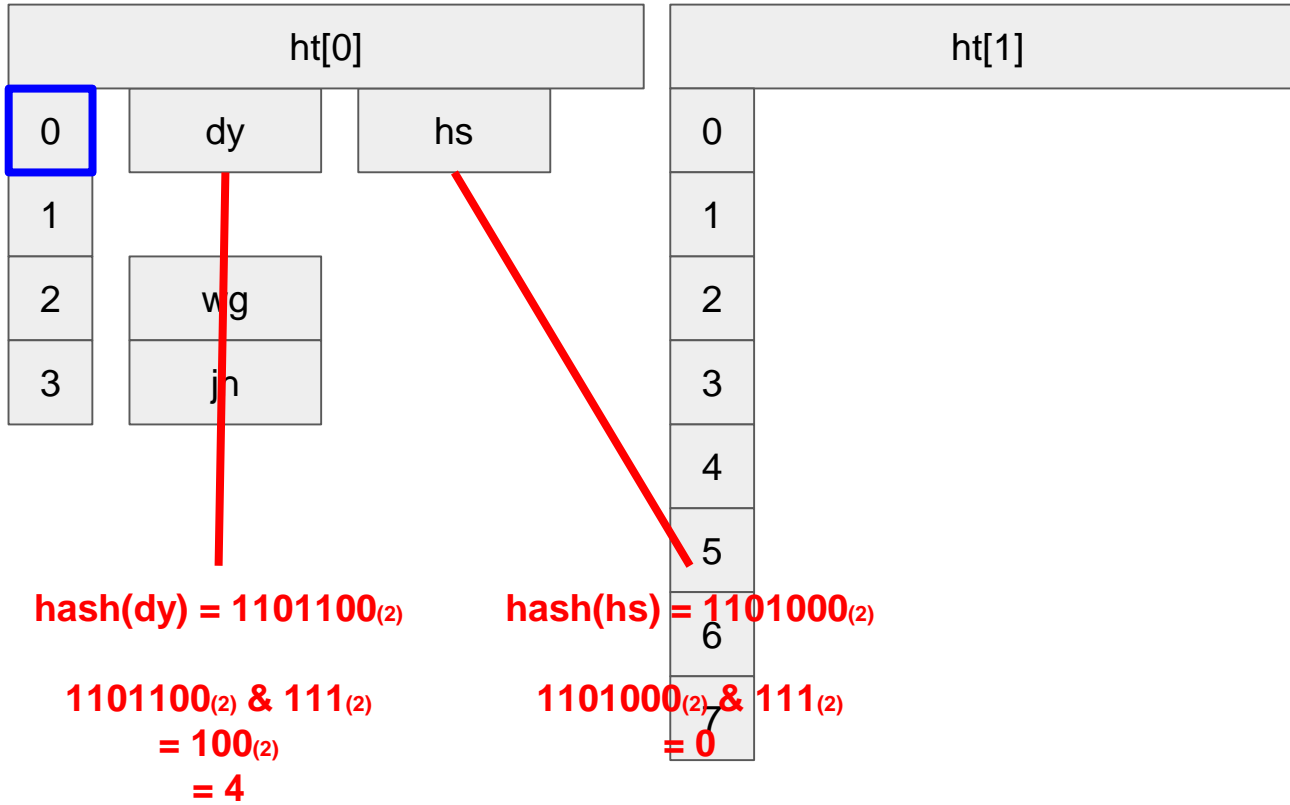 ht[0]
ht[1]
0
dy
hs
0
1
1
2
wg
2
3
jh
3
4
5
hash(dy) = 1101100(2)
hash(hs) = 1101000(2)
6
1101100(2) & 111(2)
= 100(2)
= 4
1101000(2) & 111(2)
= 0
7